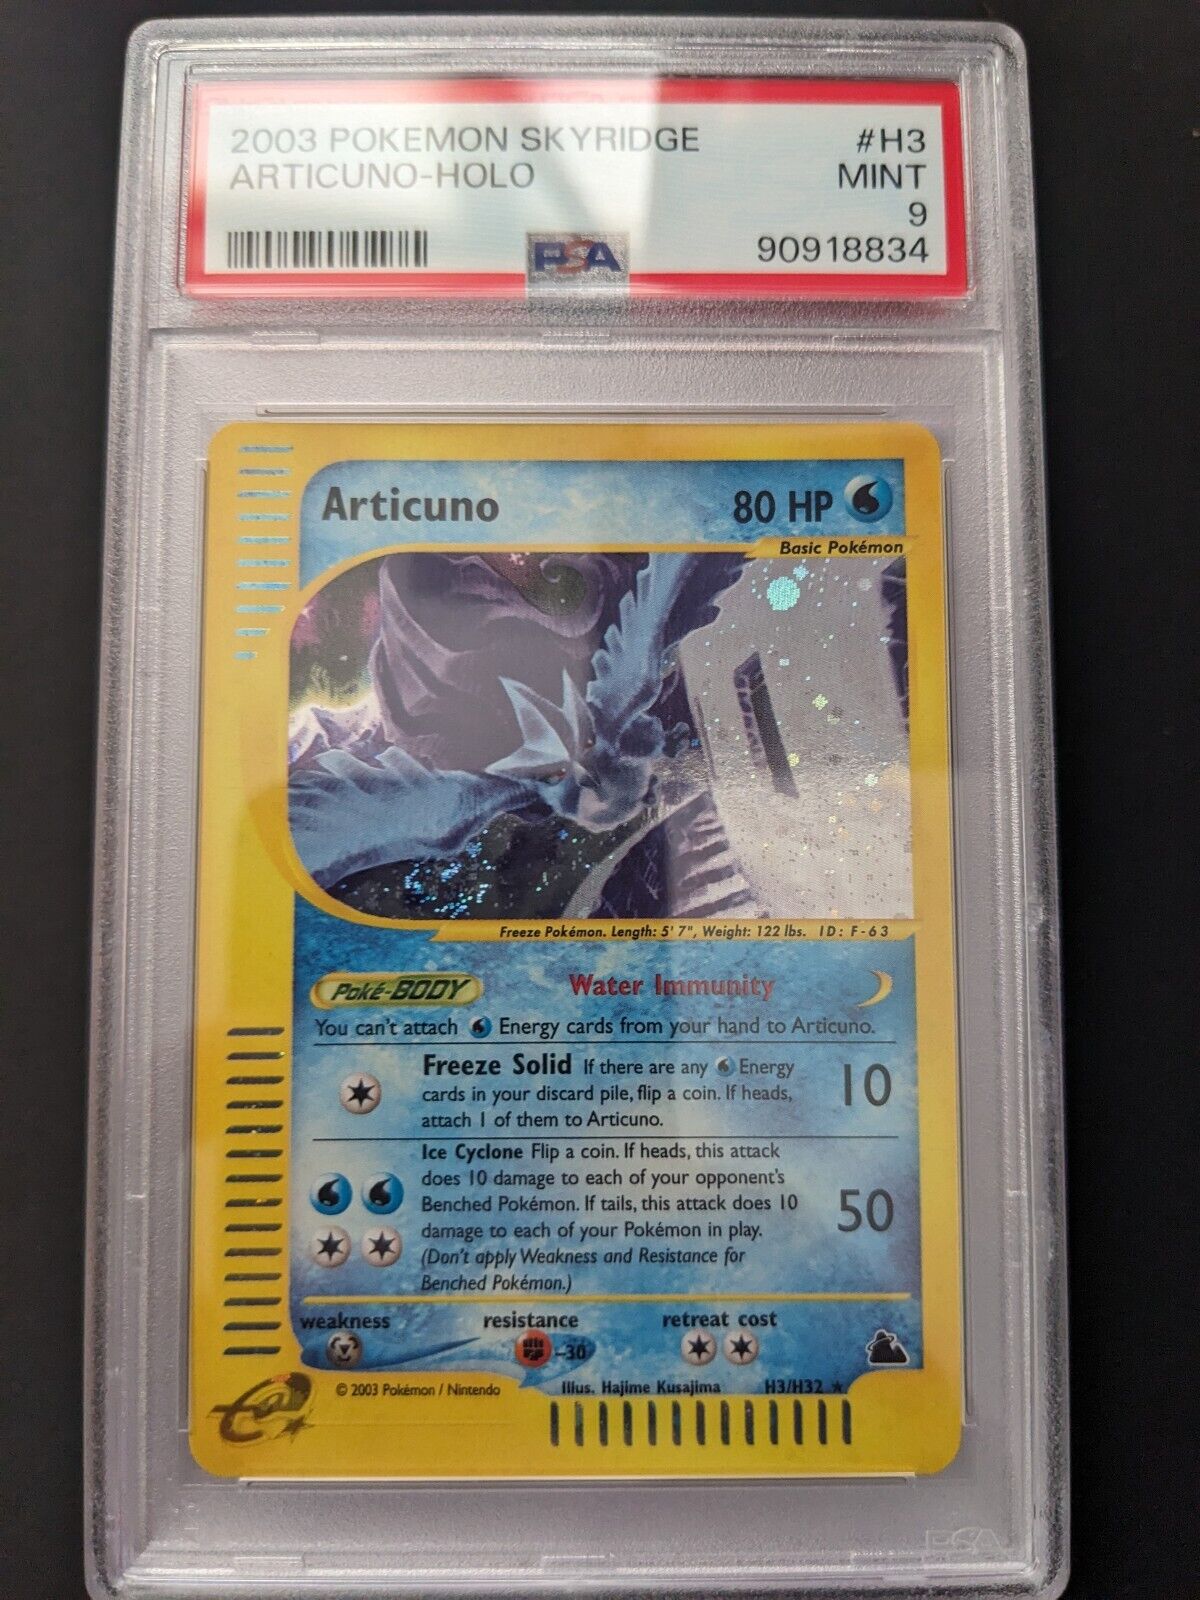 2003 POKEMON SKYRIDGE #H3
ARTICUNO-HOLO MINT
9
PSA 90918834
Articuno 80 HP
Basic Pokémon
Freeze Pokémon. Length: 5' 7", Weight: 122 lbs. ID: F-63
Poké-BODY Water Immunity
You can't attach Energy cards from your hand to Articuno.
Freeze Solid If there are any Energy
cards in your discard pile, flip a coin. If heads,
attach 1 of them to Articuno.
10
Ice Cyclone Flip a coin. If heads, this attack
does 10 damage to each of your opponent's
Benched Pokémon. If tails, this attack does 10
damage to each of your Pokémon in play.
(Don't apply Weakness and Resistance for
Benched Pokémon.)
50
weakness resistance retreat cost
-30
© 2003 Pokémon / Nintendo Illus. Hajime Kusajima H3/H32 ★
e
PSA